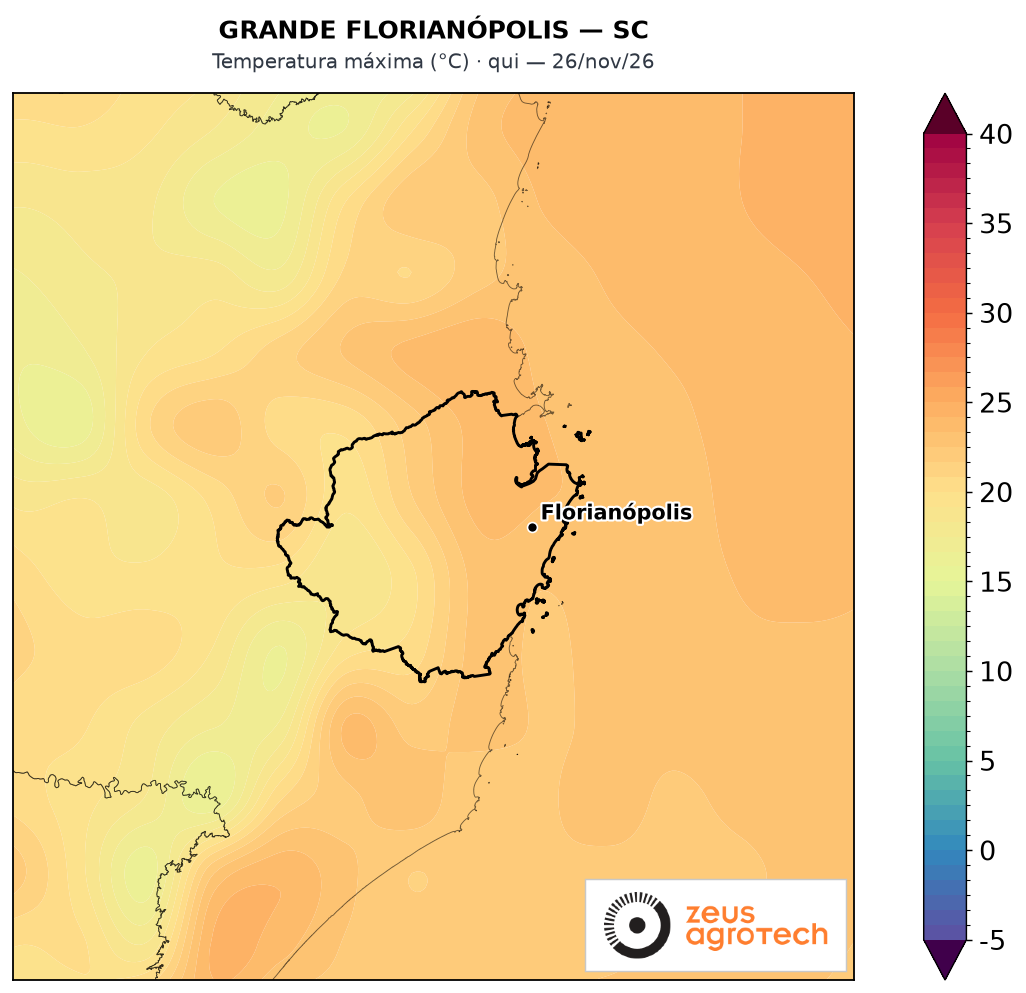 GRANDE FLORIANÓPOLIS — SC
Temperatura máxima (°C) · qui — 26/nov/26
40
35
30
25
20
15
10
5
0
-5
Florianópolis
zeus
agrotech